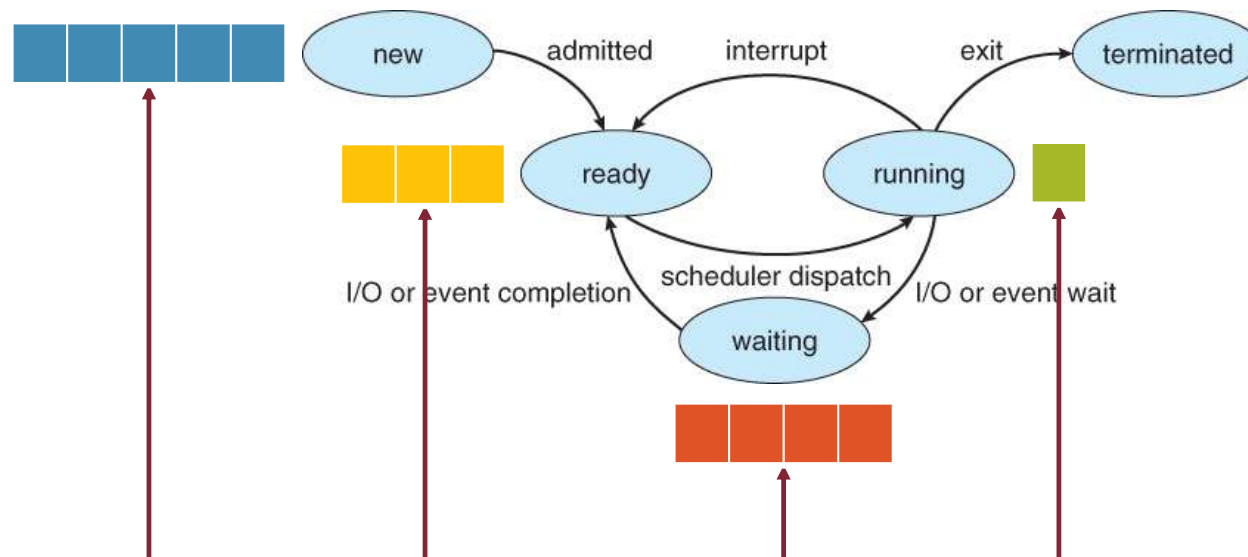 new
admitted
interrupt
exit
terminated
ready
running
scheduler dispatch
I/O or event completion
I/O or event wait
waiting